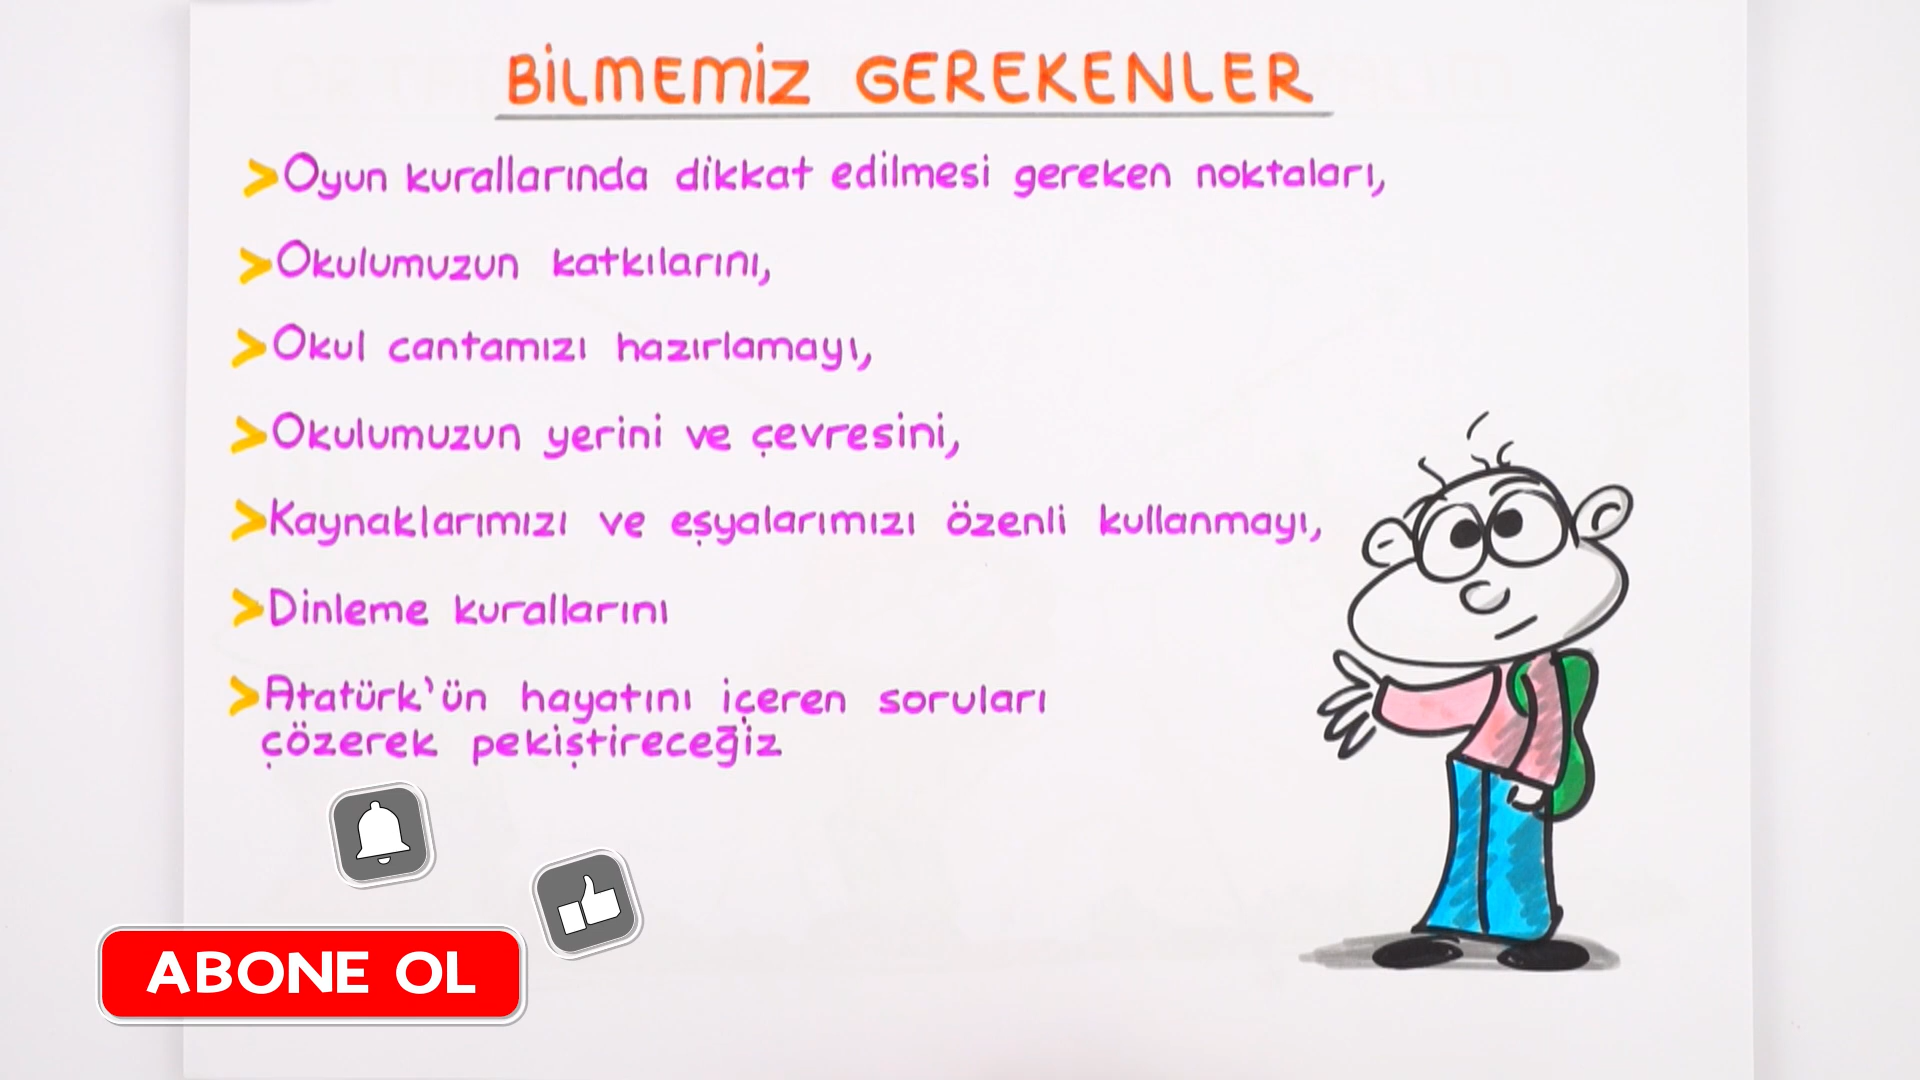 BİLMEMİZ GEREKENLER
>Oyun kurallarında dikkat edilmesi gereken noktaları,
>Okulumuzun katkılarını,
>Okul cantamızı hazırlamayı,
>Okulumuzun yerini ve çevresini,
>Kaynaklarımızı ve eşyalarımızı özenli kullanmayı,
>Dinleme kurallarını
>Atatürk'ün hayatını içeren soruları
çözerek pekiştireceğiz
ABONE OL